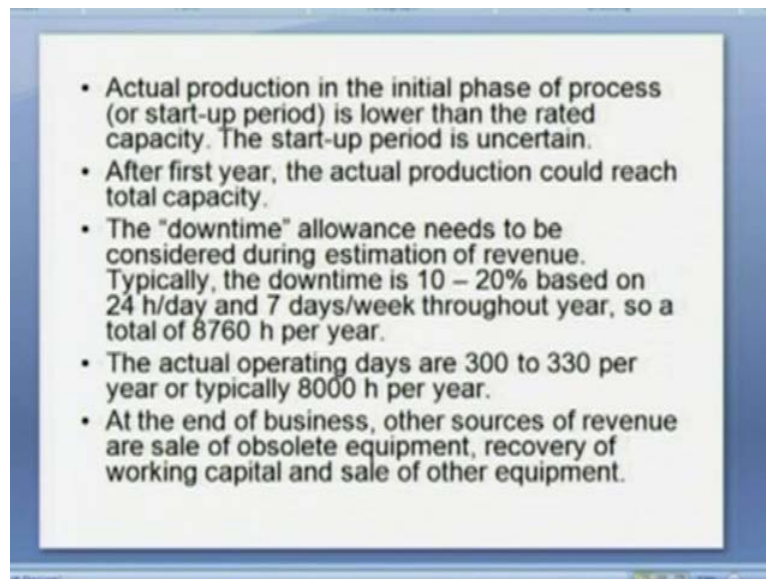 • Actual production in the initial phase of process
(or start-up period) is lower than the rated
capacity. The start-up period is uncertain.
• After first year, the actual production could reach
total capacity.
• The "downtime" allowance needs to be
considered during estimation of revenue.
Typically, the downtime is 10 – 20% based on
24 h/day and 7 days/week throughout year, so a
total of 8760 h per year.
• The actual operating days are 300 to 330 per
year or typically 8000 h per year.
• At the end of business, other sources of revenue
are sale of obsolete equipment, recovery of
working capital and sale of other equipment.